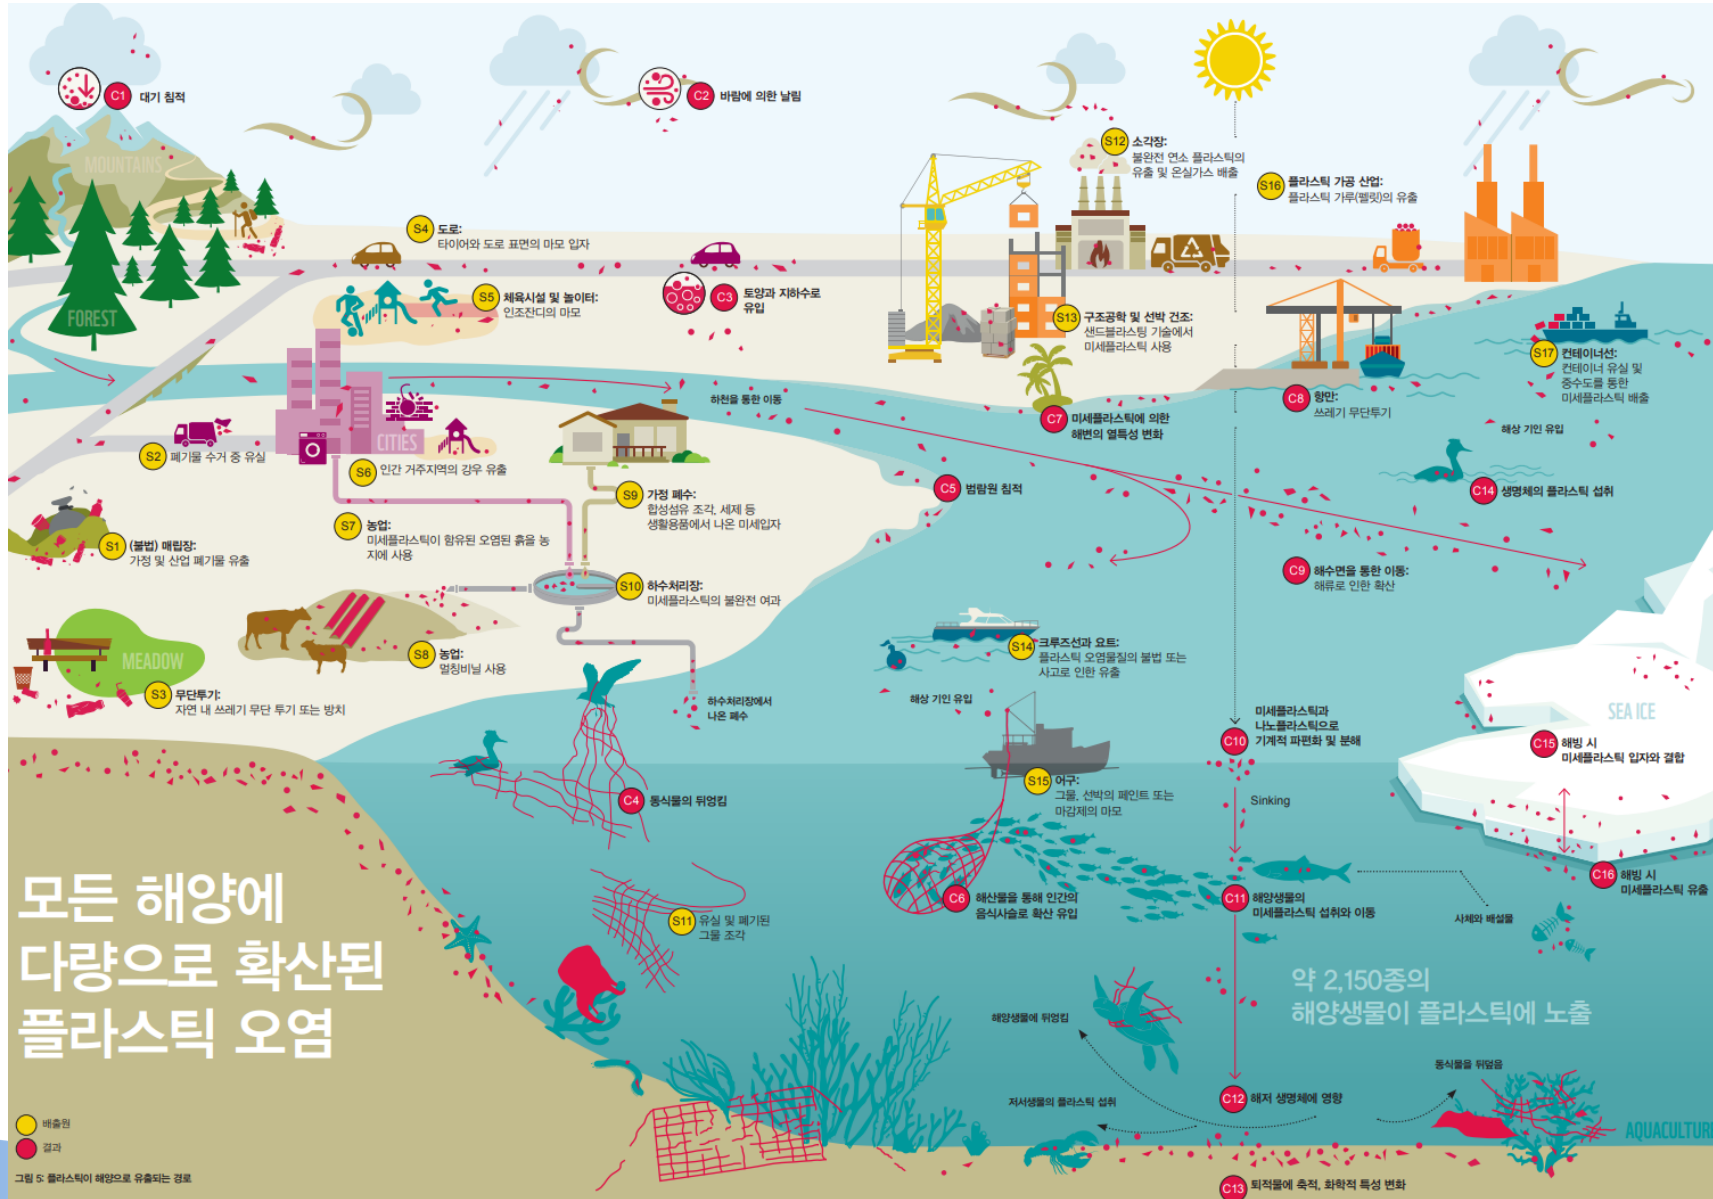 C1 대기 침적
C2 바람에 의한 날림
MOUNTAINS
FOREST
S4 도로:
타이어와 도로 표면의 마모 입자
S5 체육시설 및 놀이터:
인조잔디의 마모
C3 토양과 지하수로
유입
S12 소각장:
불완전 연소 플라스틱의
유출 및 온실가스 배출
S16 플라스틱 가공 산업:
플라스틱 가루(펠릿)의 유출
S13 구조공학 및 선박 건조:
샌드블라스팅 기술에서
미세플라스틱 사용
S17 컨테이너선:
컨테이너 유실 및
중수도를 통한
미세플라스틱 배출
C8 항만:
쓰레기 무단투기
하천을 통한 이동
C7 미세플라스틱에 의한
해변의 열특성 변화
해상 기인 유입
CITIES
S2 폐기물 수거 중 유실
S6 인간 거주지역의 강우 유출
S9 가정 폐수:
합성섬유 조각, 세제 등
생활용품에서 나온 미세입자
C5 범람원 침적
C14 생명체의 플라스틱 섭취
S7 농업:
미세플라스틱이 함유된 오염된 흙을 농
지에 사용
S1 (불법) 매립장:
가정 및 산업 폐기물 유출
S10 하수처리장:
미세플라스틱의 불완전 여과
C9 해수면을 통한 이동:
해류로 인한 확산
MEADOW
S8 농업:
멀칭비닐 사용
S14 크루즈선과 요트:
플라스틱 오염물질의 불법 또는
사고로 인한 유출
S3 무단투기:
자연 내 쓰레기 무단 투기 또는 방치
하수처리장에서
나온 폐수
해상 기인 유입
미세플라스틱과
나노플라스틱으로
C10 기계적 파편화 및 분해
SEA ICE
C15 해빙 시
미세플라스틱 입자와 결합
C4 동식물의 뒤엉킴
S15 어구:
그물, 선박의 페인트 또는
마감제의 마모
Sinking
C6 해산물을 통해 인간의
음식사슬로 확산 유입
C11 해양생물의
미세플라스틱 섭취와 이동
C16 해빙 시
미세플라스틱 유출
사체와 배설물
S11 유실 및 폐기된
그물 조각
모든 해양에
다량으로 확산된
플라스틱 오염
약 2,150종의
해양생물이 플라스틱에 노출
해양생물에 뒤엉킴
동식물을 뒤덮음
C12 해저 생명체에 영향
저서생물의 플라스틱 섭취
AQUACULTURE
배출원
결과
그림 5: 플라스틱이 해양으로 유출되는 경로
C13 퇴적물에 축적, 화학적 특성 변화